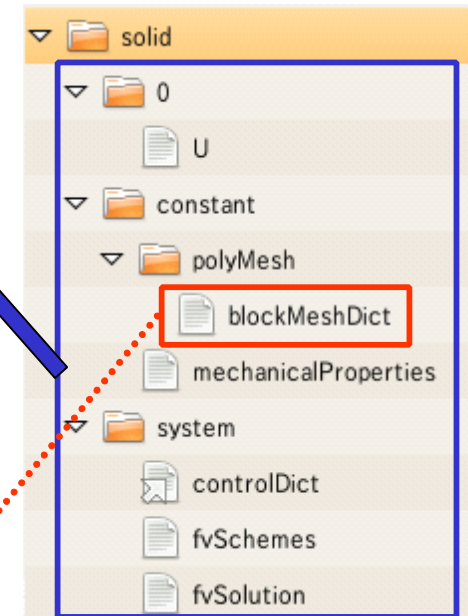 solid
0
U
constant
polyMesh
blockMeshDict
mechanicalProperties
system
controlDict
fvSchemes
fvSolution